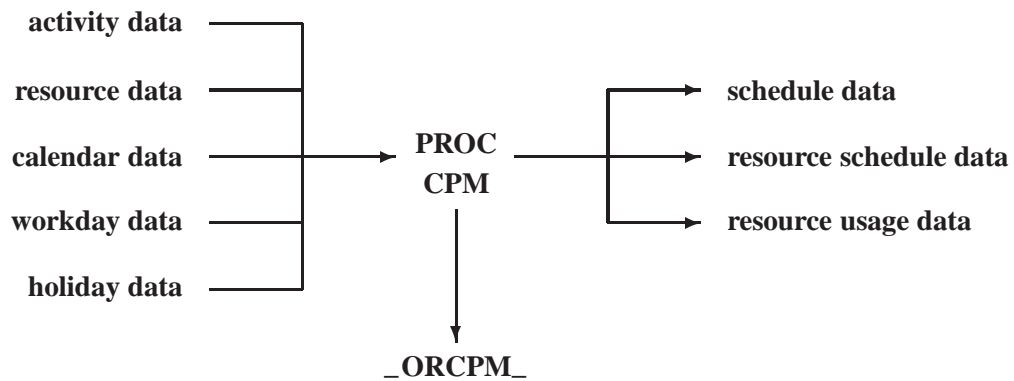 activity data
resource data
calendar data
workday data
holiday data
PROC
CPM
_ORCPM_
schedule data
resource schedule data
resource usage data